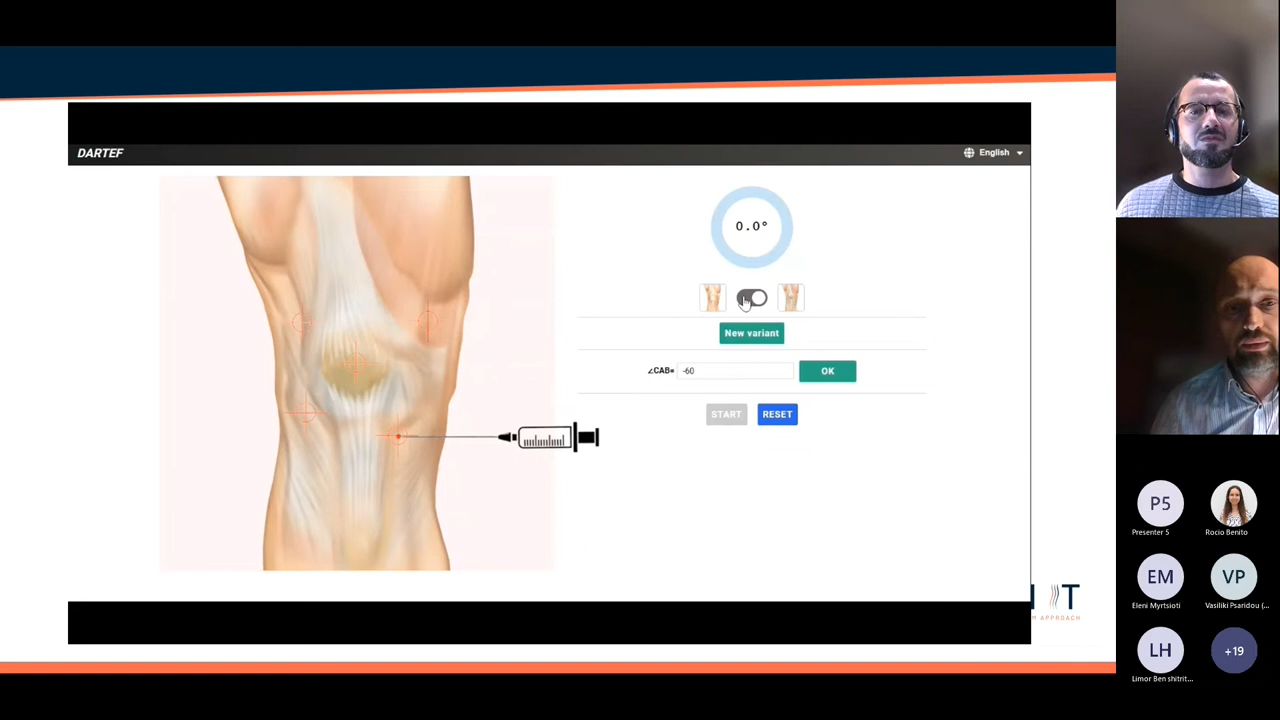 DARTEF
English
0.0°
New variant
∠CAB=
-60
OK
START
RESET
T
M APPROACH
P5
Presenter 5
Rocio Benito
EM
Eleni Myrtsioti
VP
Vasiliki Psaridou (...
LH
Limor Ben shitrit...
+19